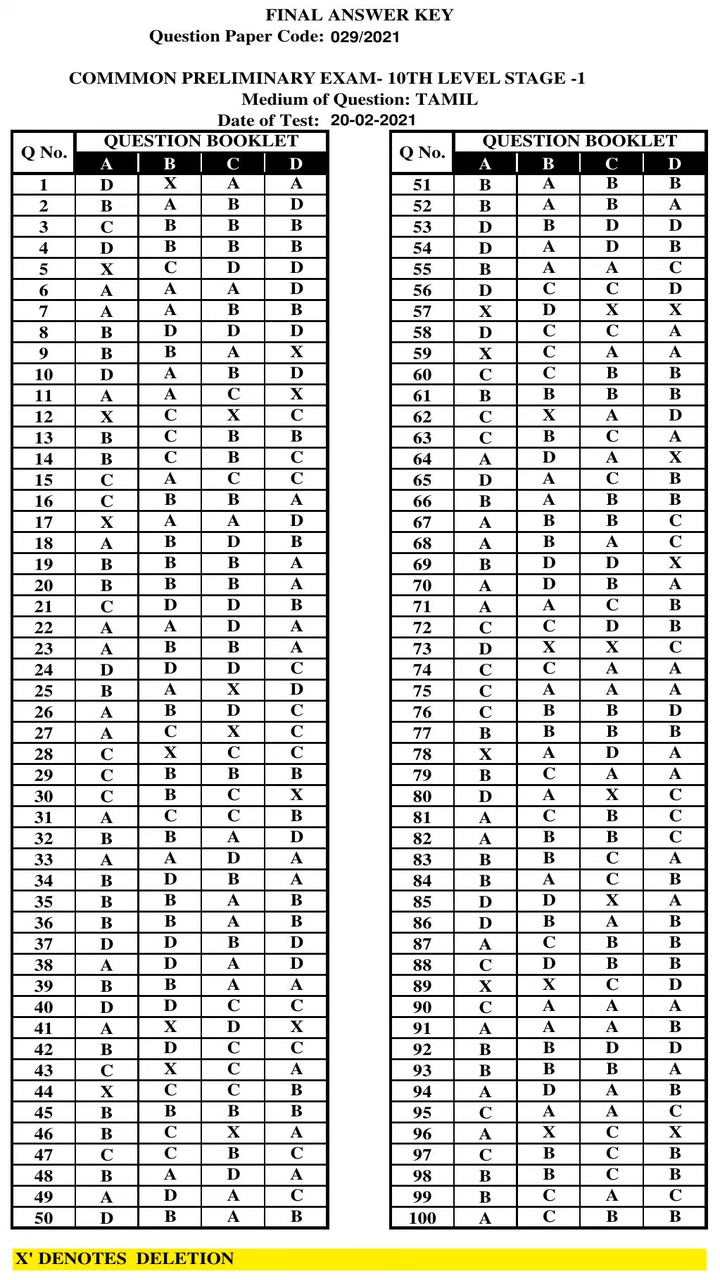 FINAL ANSWER KEY
Question Paper Code: 029/2021
COMMMON PRELIMINARY EXAM- 10TH LEVEL STAGE -1
Medium of Question: TAMIL
Date of Test: 20-02-2021
Q No. QUESTION BOOKLET
A B C D
1 D X A A
2 B A B D
3 C B B B
4 D B B B
5 X C D D
6 A A A D
7 A A B B
8 B D D D
9 B B A X
10 D A B D
11 A A C X
12 X C X C
13 B C B B
14 B C B C
15 C A C C
16 C B B A
17 X A A D
18 A B D B
19 B B B A
20 B B B A
21 C D D B
22 A A D A
23 A B B A
24 D D D C
25 B A X D
26 A B D C
27 A C X C
28 C X C C
29 C B B B
30 C B C X
31 A C C B
32 B B A D
33 A A D A
34 B D B A
35 B B A B
36 B B A B
37 D D B D
38 A D A D
39 B B A A
40 D D C C
41 A X D X
42 B D C C
43 C X C A
44 X C C B
45 B B B B
46 B C X A
47 C C B C
48 B A D A
49 A D A C
50 D B A B
Q No. QUESTION BOOKLET
A B C D
51 B A B B
52 B A B A
53 D B D D
54 D A D B
55 B A A C
56 D C C D
57 X D X X
58 D C C A
59 X C A A
60 C C B B
61 B B B B
62 C X A D
63 C B C A
64 A D A X
65 D A C B
66 B A B B
67 A B B C
68 A B A C
69 B D D X
70 A D B A
71 A A C B
72 C C D B
73 D X X C
74 C C A A
75 C A A A
76 C B B D
77 B B B B
78 X A D A
79 B C A A
80 D A X C
81 A C B C
82 A B B C
83 B B C A
84 B A C B
85 D D X A
86 D B A B
87 A C B B
88 C D B B
89 X X C D
90 C A A A
91 A A A B
92 B B D D
93 B B B A
94 A D A B
95 C A A C
96 A X C X
97 C B C B
98 B B C B
99 B C A C
100 A C B B
X' DENOTES DELETION